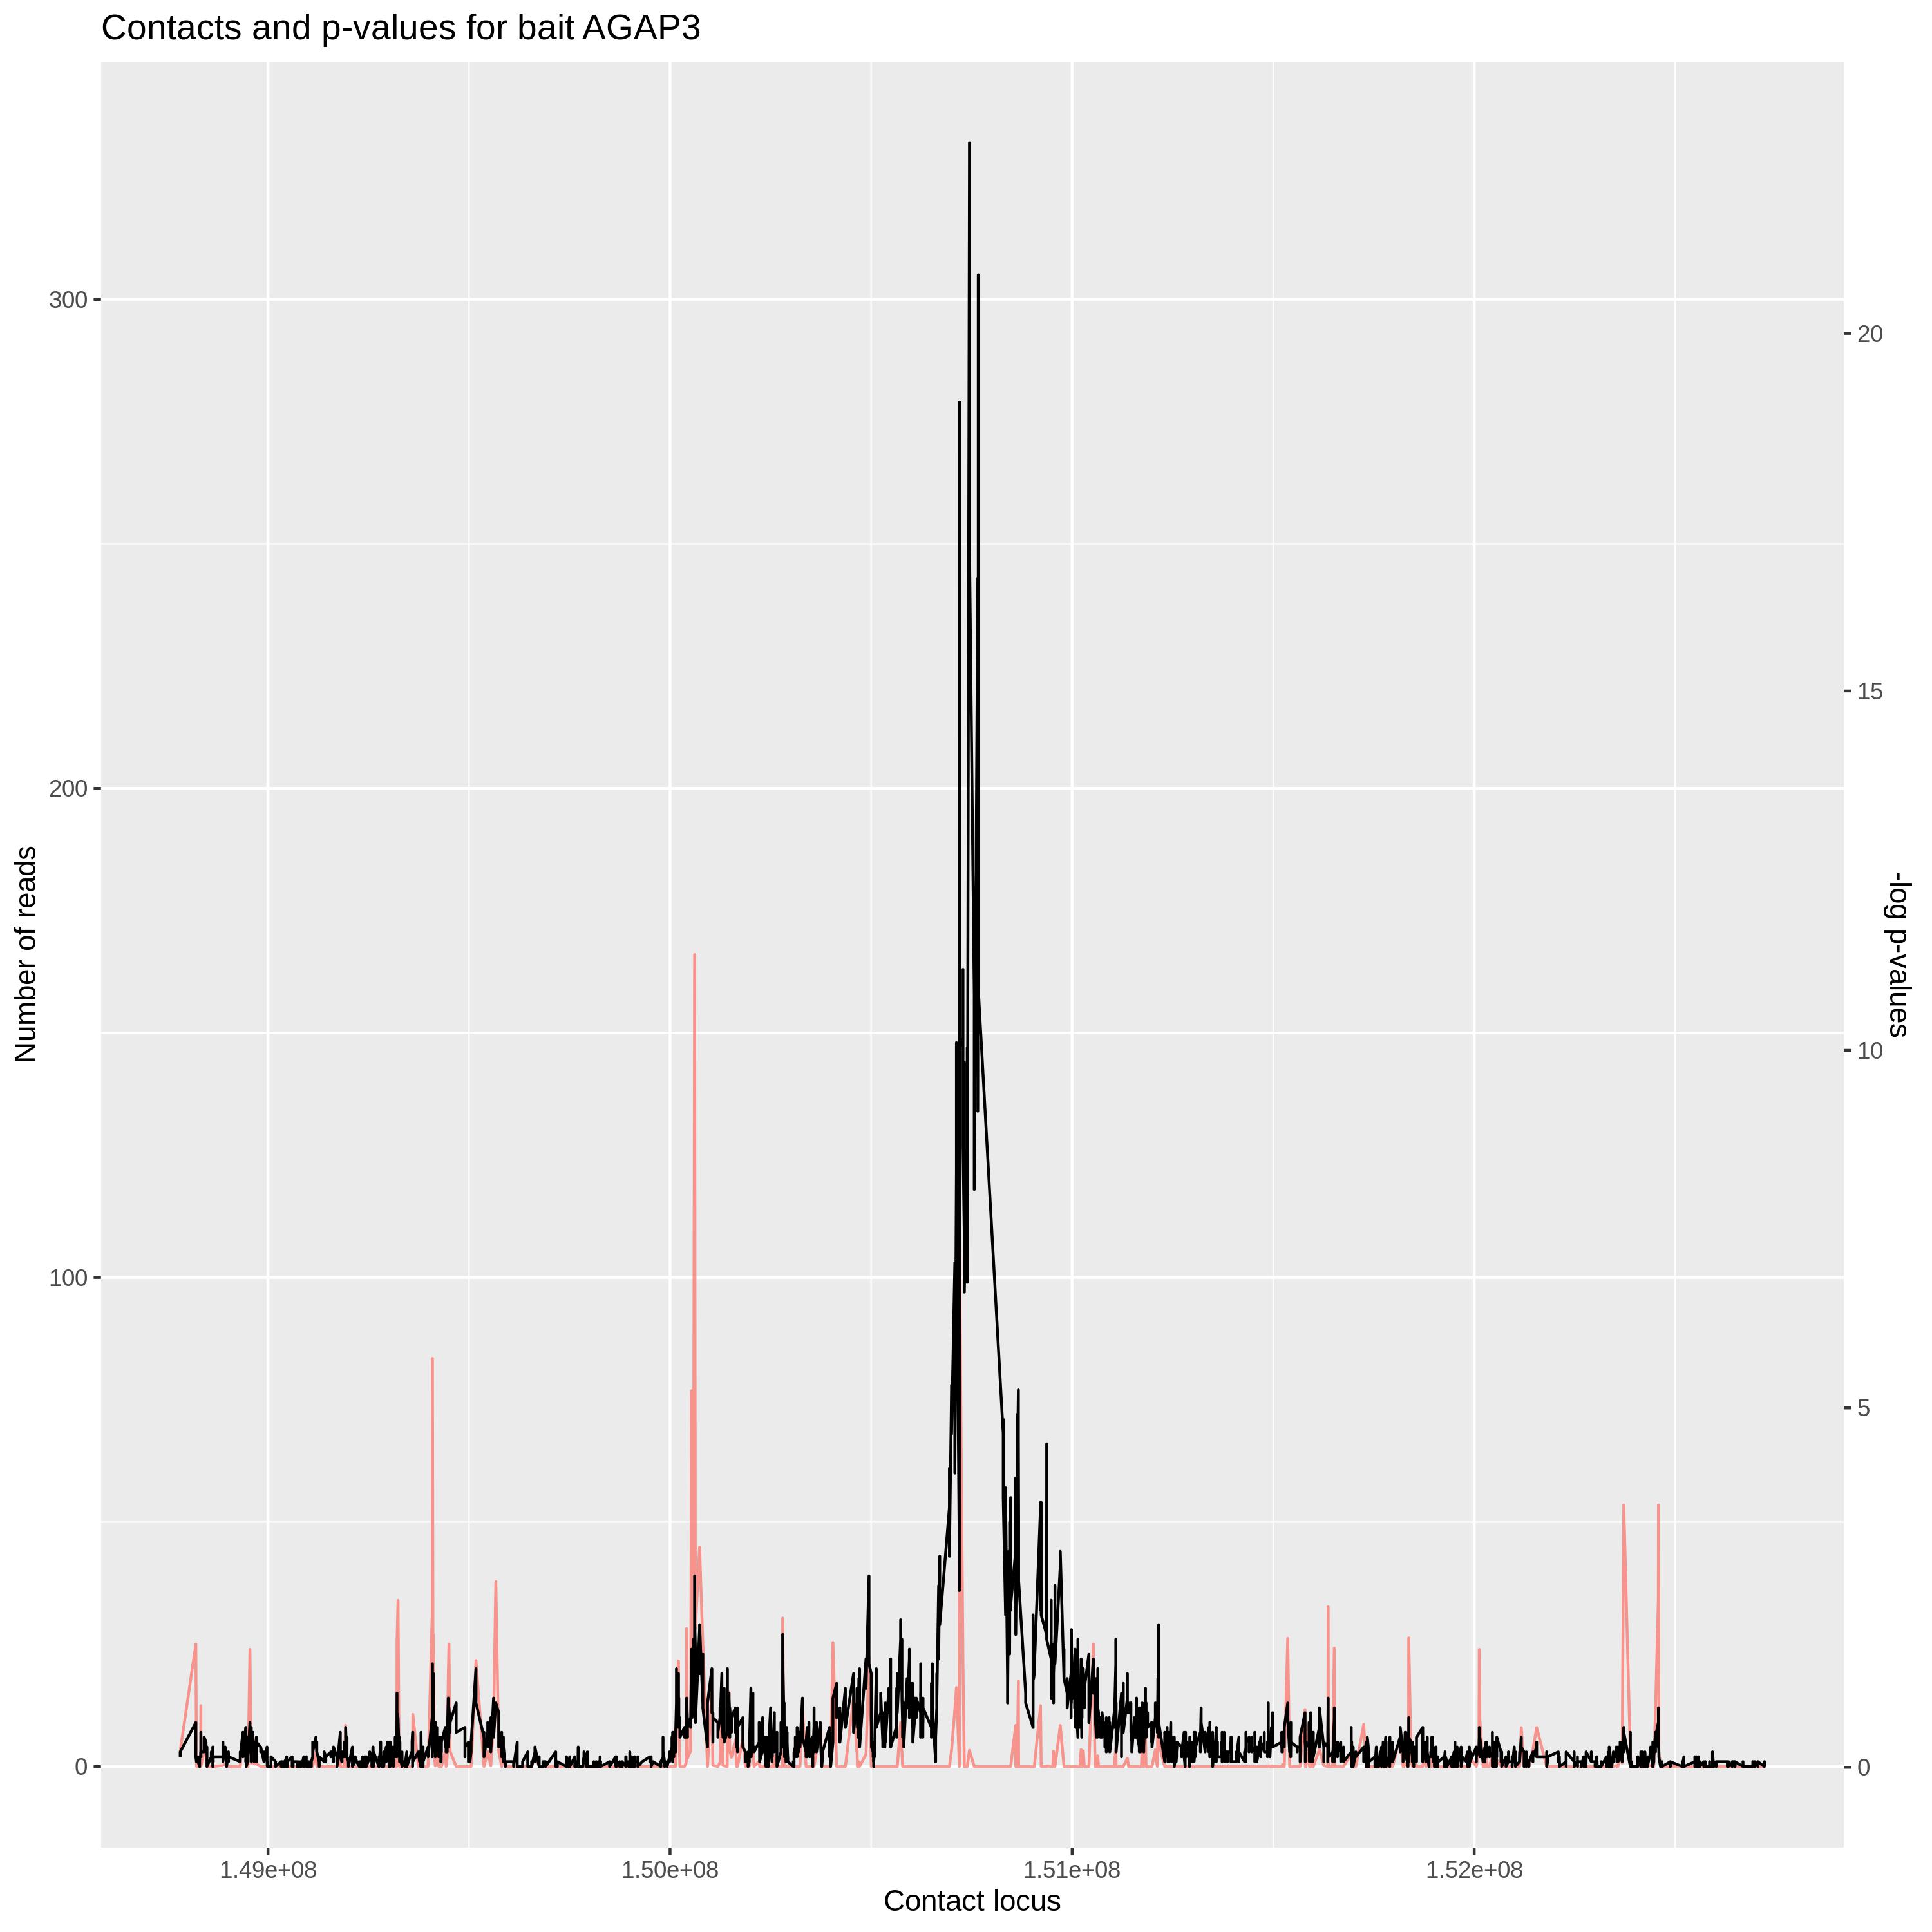 Contacts and p-values for bait AGAP3
300
200
100
0
Number of reads
20
15
10
5
0
-log p-values
1.49e+08
1.50e+08
1.51e+08
1.52e+08
Contact locus